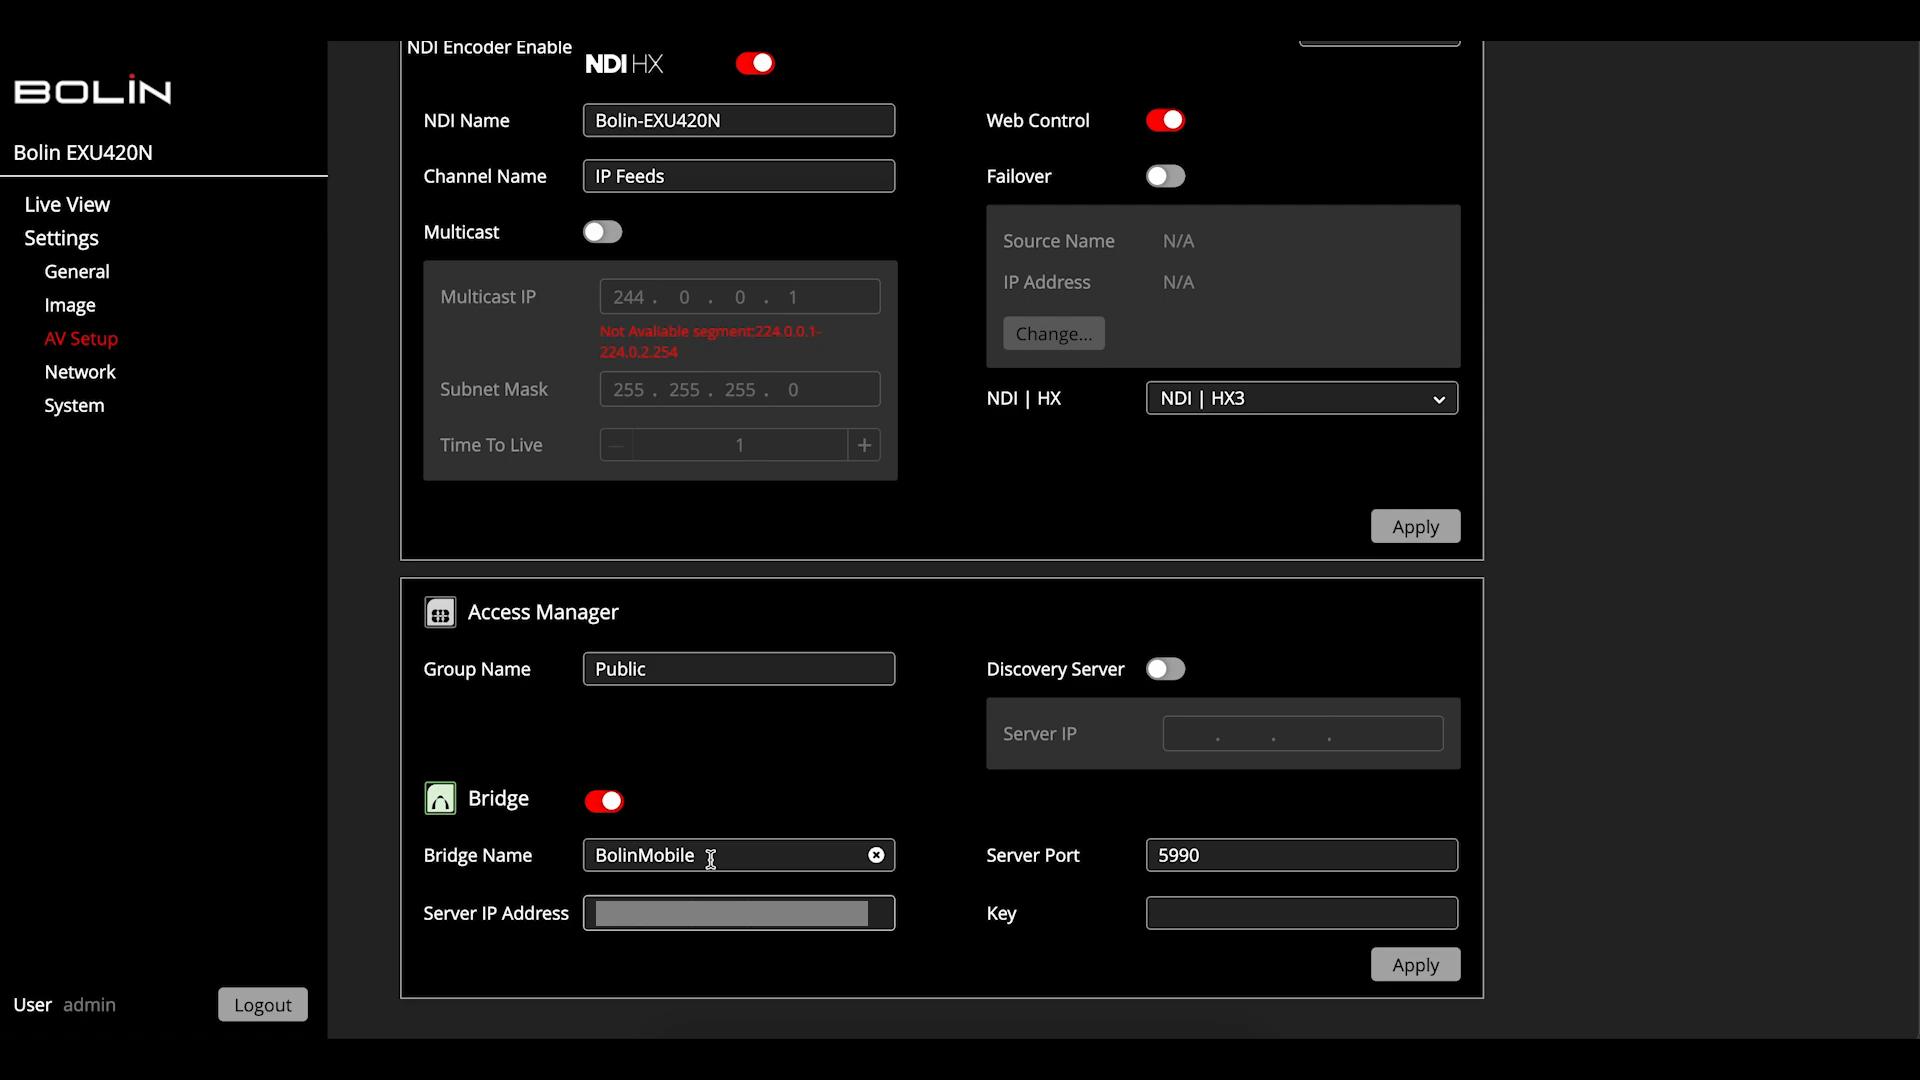 NDI Encoder Enable
NDI HX
BOLIN
Bolin EXU420N
Live View
Settings
General
Image
AV Setup
Network
System
User admin
Logout
NDI Name
Bolin-EXU420N
Channel Name
IP Feeds
Multicast
Multicast IP
244 . 0 . 0 . 1
Not Avaliable segment:224.0.0.1-
224.0.2.254
Subnet Mask
255 . 255 . 255 . 0
Time To Live
— 1 +
Web Control
Failover
Source Name N/A
IP Address N/A
Change...
NDI | HX
NDI | HX3
Apply
Access Manager
Group Name
Public
Discovery Server
Server IP
. . .
Bridge
Bridge Name
BolinMobile
Server Port
5990
Server IP Address
Key
Apply